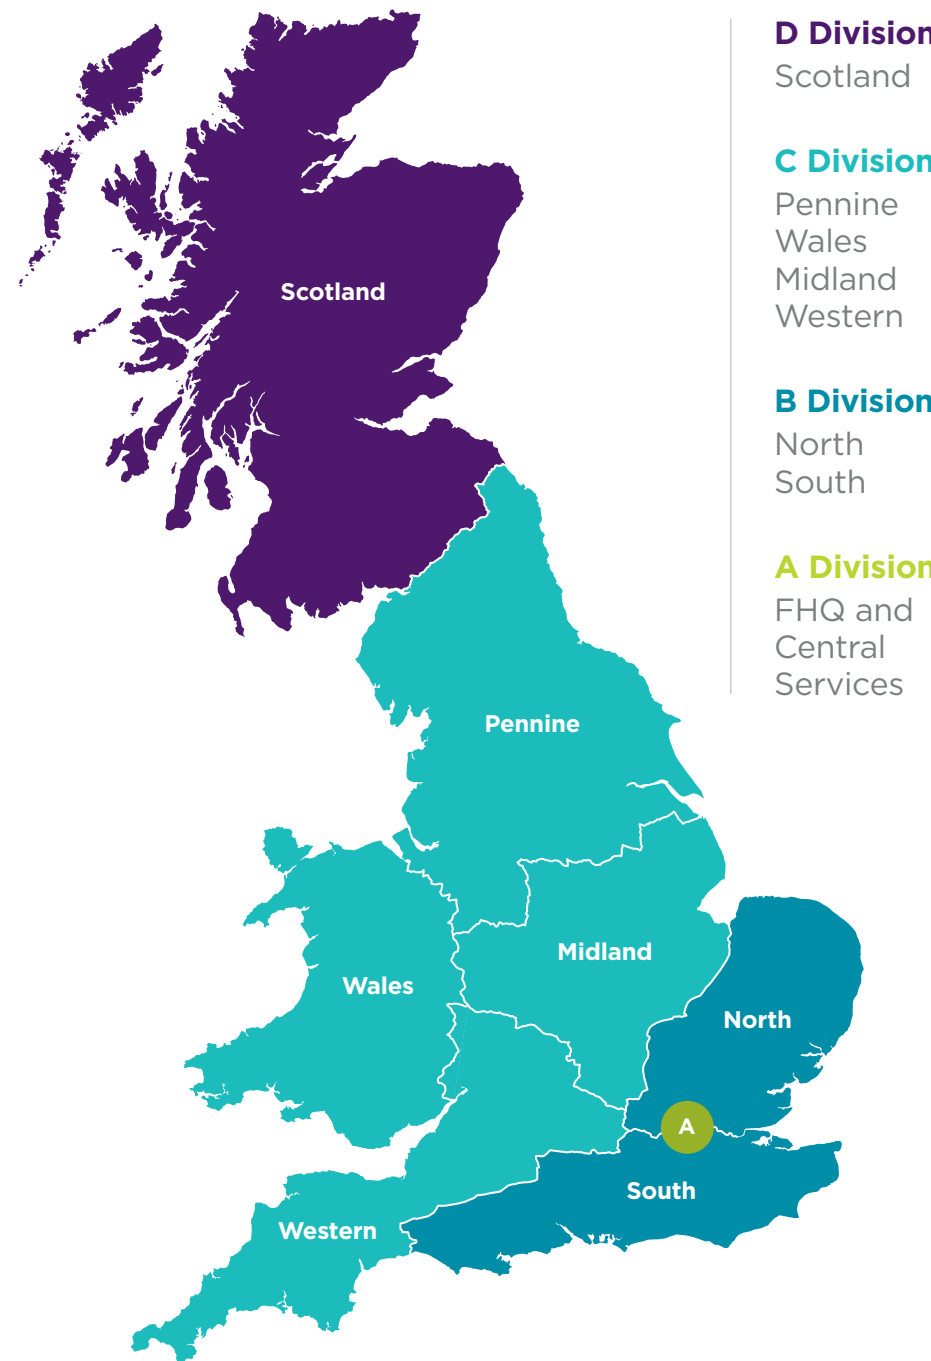 D Division
Scotland
C Division
Pennine
Wales
Midland
Western
B Division
North
South
A Division
FHQ and
Central
Services
Scotland
Pennine
Midland
Wales
North
A
South
Western